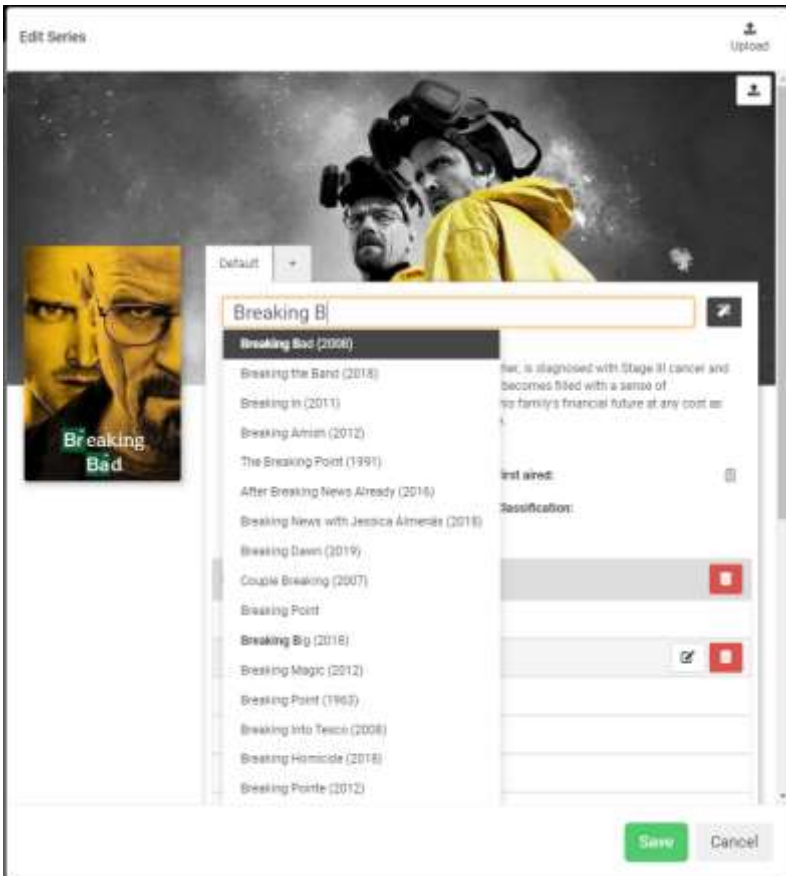 Edit Series
Upload
Default
+
Breaking B
Breaking Bad (2008)
Breaking the Band (2018)
Breaking In (2011)
Breaking Amish (2012)
The Breaking Point (1991)
After Breaking News Already (2016)
Breaking News with Jessica Almenäs (2018)
Breaking Dawn (2019)
Couple Breaking (2007)
Breaking Point
Breaking Big (2018)
Breaking Magic (2012)
Breaking Point (1963)
Breaking Into Tesco (2008)
Breaking Homicide (2018)
Breaking Pointe (2012)
her, is diagnosed with Stage III cancer and
becomes filled with a sense of
his family's financial future at any cost as
First aired:
Classification:
Breaking
Bad
Save
Cancel